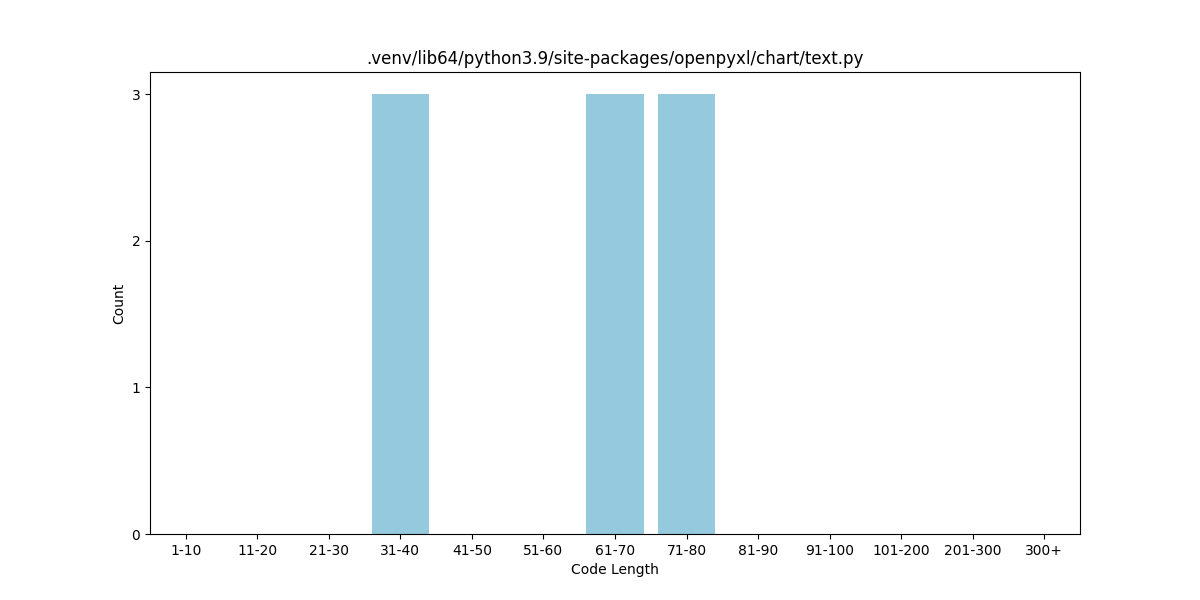 .venv/lib64/python3.9/site-packages/openpyxl/chart/text.py
3
2
1
0
Count
1-10 11-20 21-30 31-40 41-50 51-60 61-70 71-80 81-90 91-100 101-200 201-300 300+
Code Length